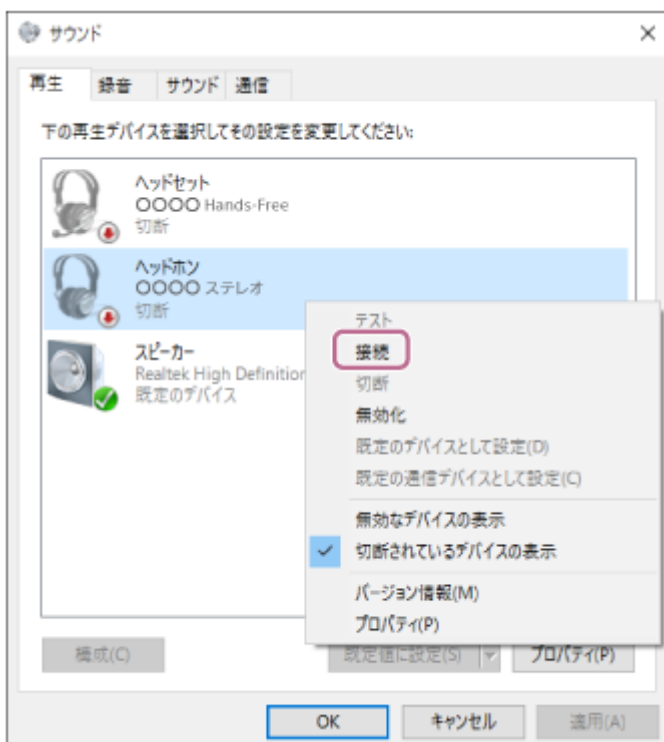 サウンド
再生 録音 サウンド 通信
下の再生デバイスを選択してその設定を変更してください:
ヘッドセット
〇〇〇〇 Hands-Free
切断
ヘッドホン
〇〇〇〇 ステレオ
切断
スピーカー
Realtek High Definition
既定のデバイス
テスト
接続
切断
無効化
既定のデバイスとして設定(D)
既定の通信デバイスとして設定(C)
無効なデバイスの表示
切断されているデバイスの表示
バージョン情報(M)
プロパティ(P)
構成(C) 既定値に設定(S) プロパティ(P)
OK キャンセル 適用(A)